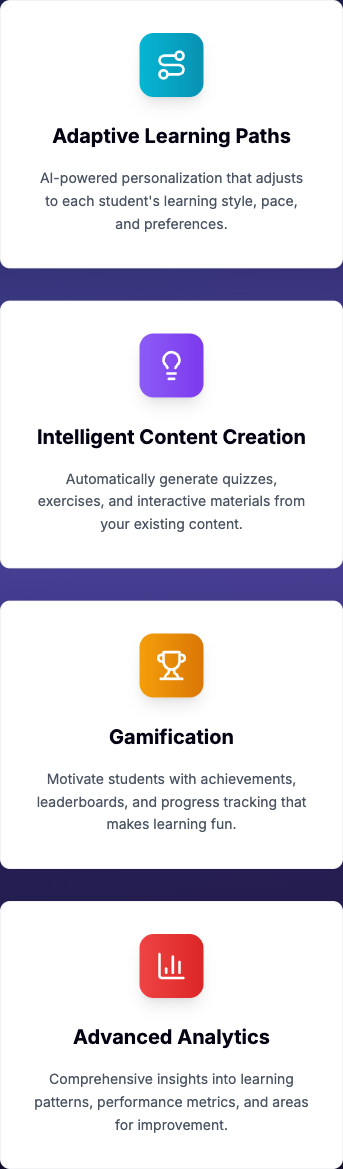 Adaptive Learning Paths
AI-powered personalization that adjusts
to each student's learning style, pace,
and preferences.
Intelligent Content Creation
Automatically generate quizzes,
exercises, and interactive materials from
your existing content.
Gamification
Motivate students with achievements,
leaderboards, and progress tracking that
makes learning fun.
Advanced Analytics
Comprehensive insights into learning
patterns, performance metrics, and areas
for improvement.